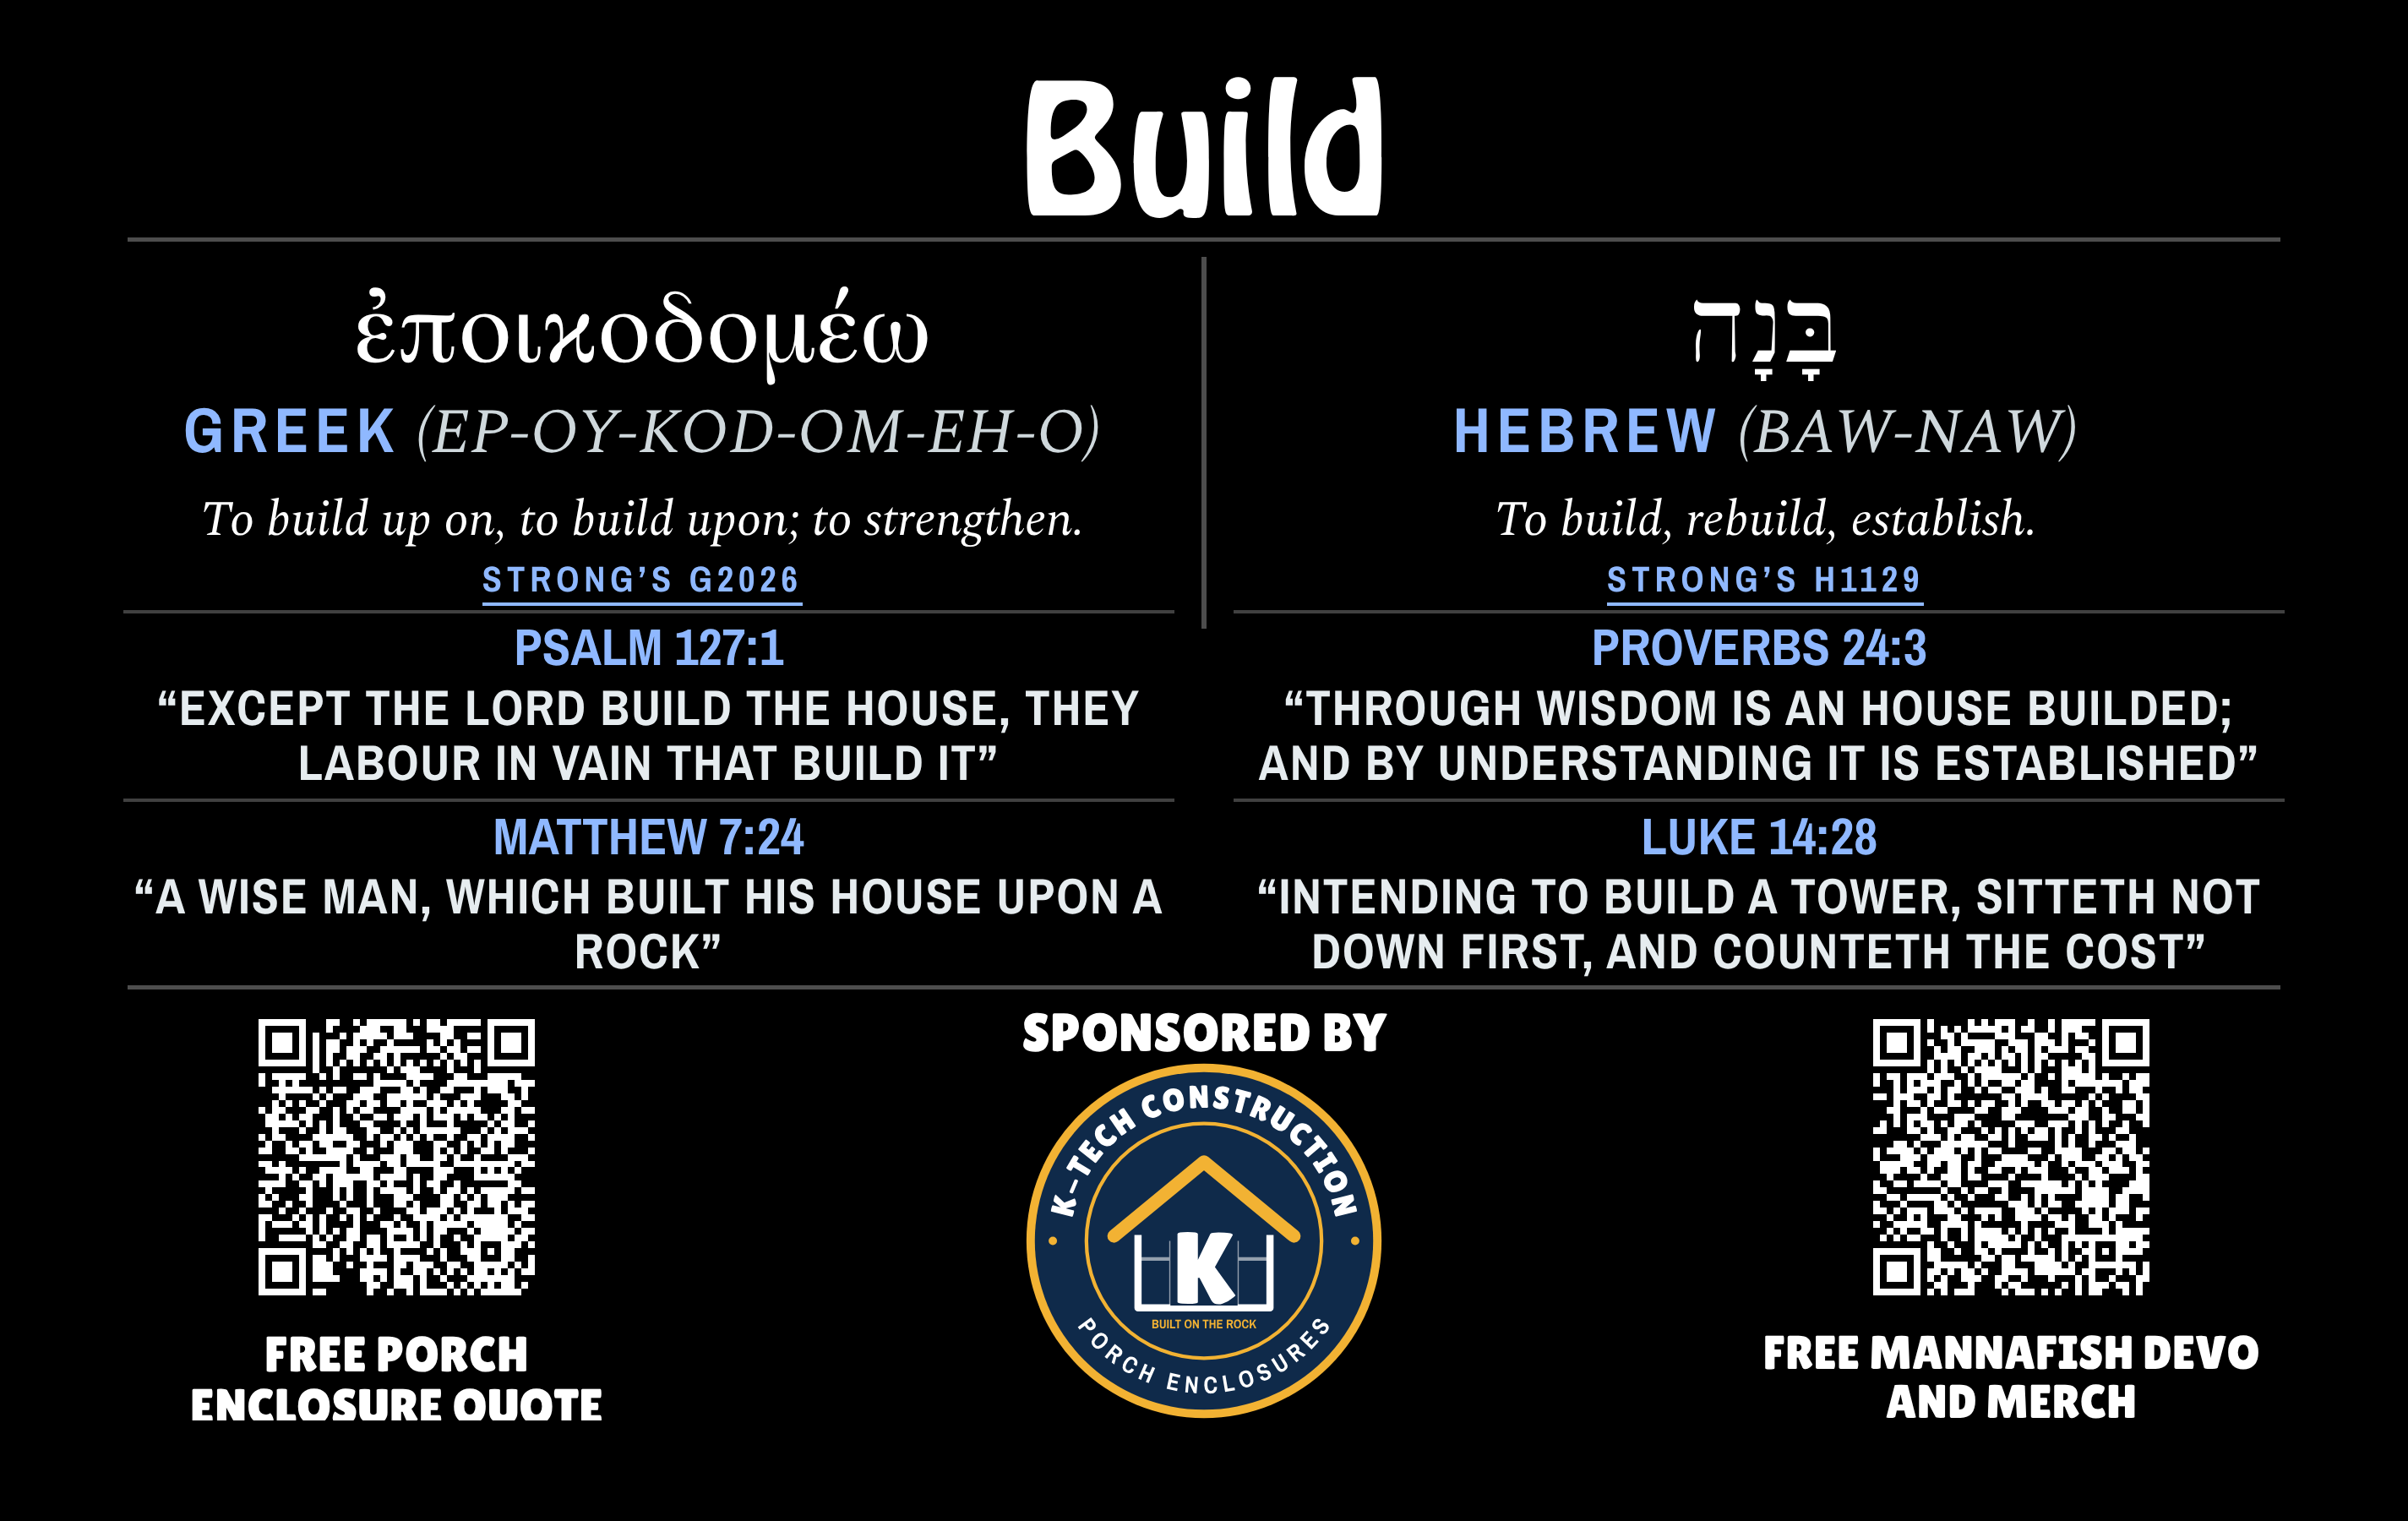 Build
ἐποικοδομέω
GREEK (EP-OY-KOD-OM-EH-O)
To build up on, to build upon; to strengthen.
STRONG’S G2026
בָּנָה
HEBREW (BAW-NAW)
To build, rebuild, establish.
STRONG’S H1129
PSALM 127:1
“EXCEPT THE LORD BUILD THE HOUSE, THEY
LABOUR IN VAIN THAT BUILD IT”
PROVERBS 24:3
“THROUGH WISDOM IS AN HOUSE BUILDED;
AND BY UNDERSTANDING IT IS ESTABLISHED”
MATTHEW 7:24
“A WISE MAN, WHICH BUILT HIS HOUSE UPON A
ROCK”
LUKE 14:28
“INTENDING TO BUILD A TOWER, SITTETH NOT
DOWN FIRST, AND COUNTETH THE COST”
FREE PORCH
ENCLOSURE QUOTE
SPONSORED BY
K-TECH CONSTRUCTION
K
BUILT ON THE ROCK
PORCH ENCLOSURES
FREE MANNAFISH DEVO
AND MERCH